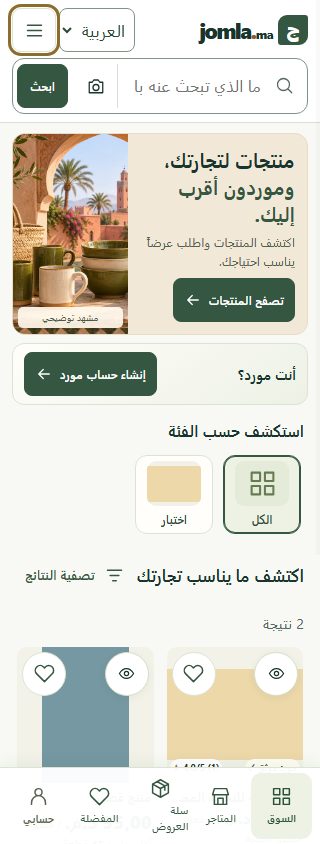 jomla.ma
ج
العربية
ما الذي تبحث عنه با
ابحث
منتجات لتجارتك،
وموردون أقرب
إليك.
اكتشف المنتجات واطلب عرضاً
يناسب احتياجك.
تصفح المنتجات
مشهد توضيحي
أنت مورد؟
إنشاء حساب مورد
استكشف حسب الفئة
الكل
اختبار
اكتشف ما يناسب تجارتك
تصفية النتائج
2 نتيجة
السوق
المتاجر
سلة
العروض
المفضلة
حسابي